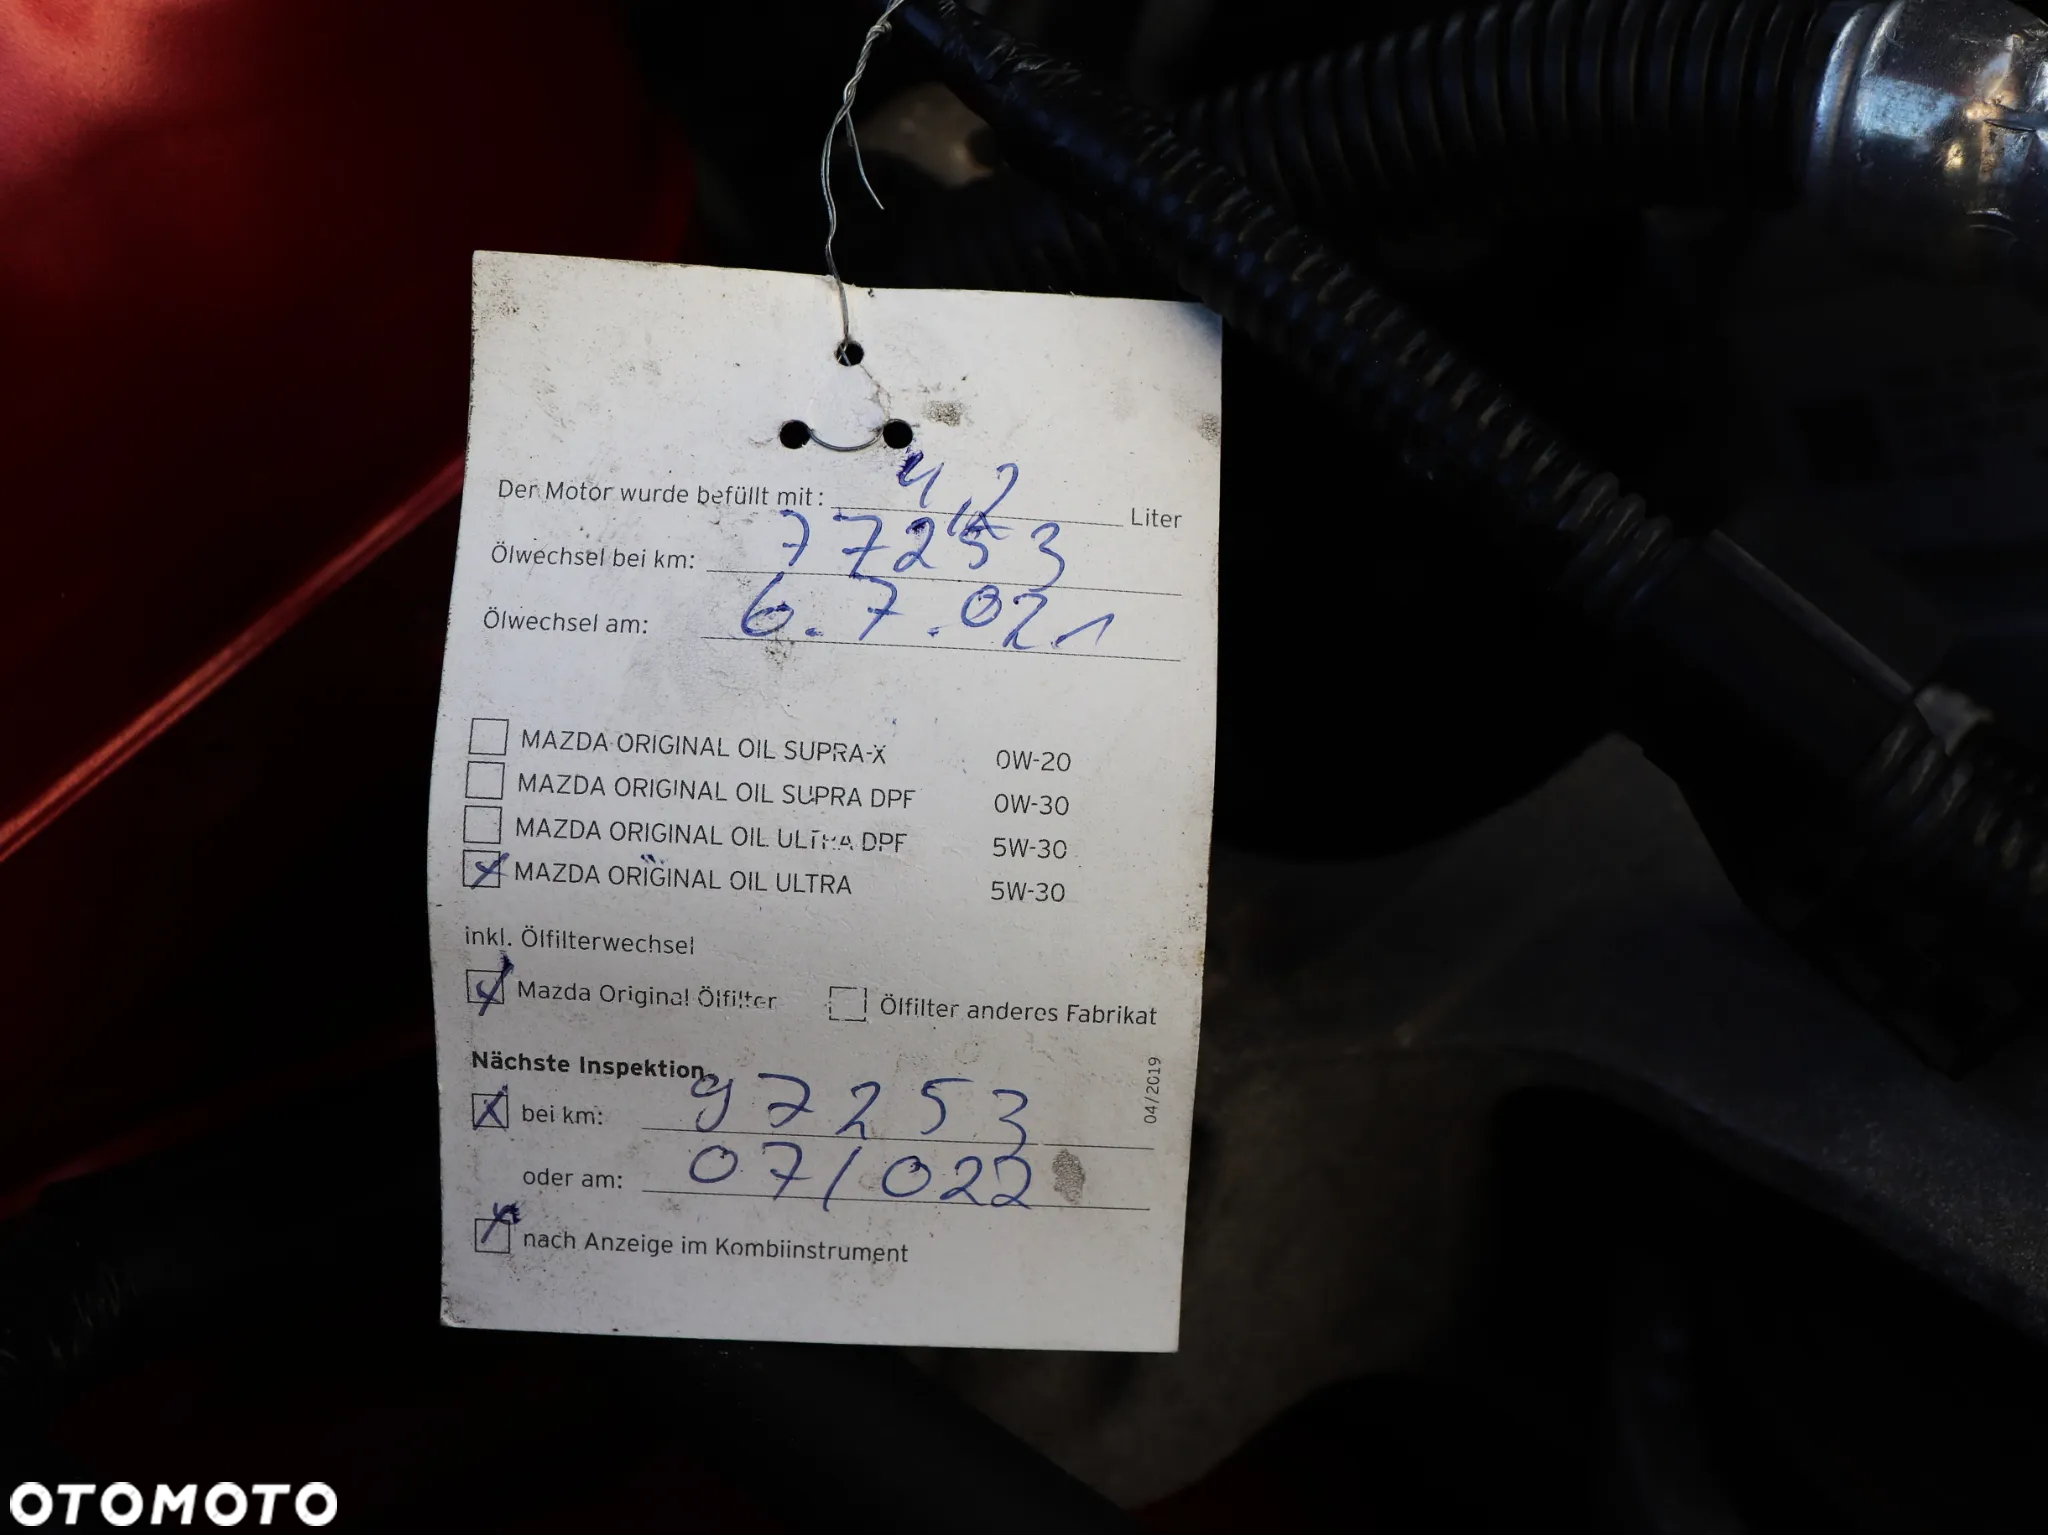 Der Motor wurde befüllt mit: 4,2 Liter
Ölwechsel bei km: 77253
Ölwechsel am: 6.7.021
MAZDA ORIGINAL OIL SUPRA-X 0W-20
MAZDA ORIGINAL OIL SUPRA DPF 0W-30
MAZDA ORIGINAL OIL ULTRA DPF 5W-30
MAZDA ORIGINAL OIL ULTRA 5W-30
inkl. Ölfilterwechsel
Mazda Original Ölfilter Ölfilter anderes Fabrikat
Nächste Inspektion
bei km: 97253
oder am: 07/022
nach Anzeige im Kombiinstrument
04/2019
OTOMOTO